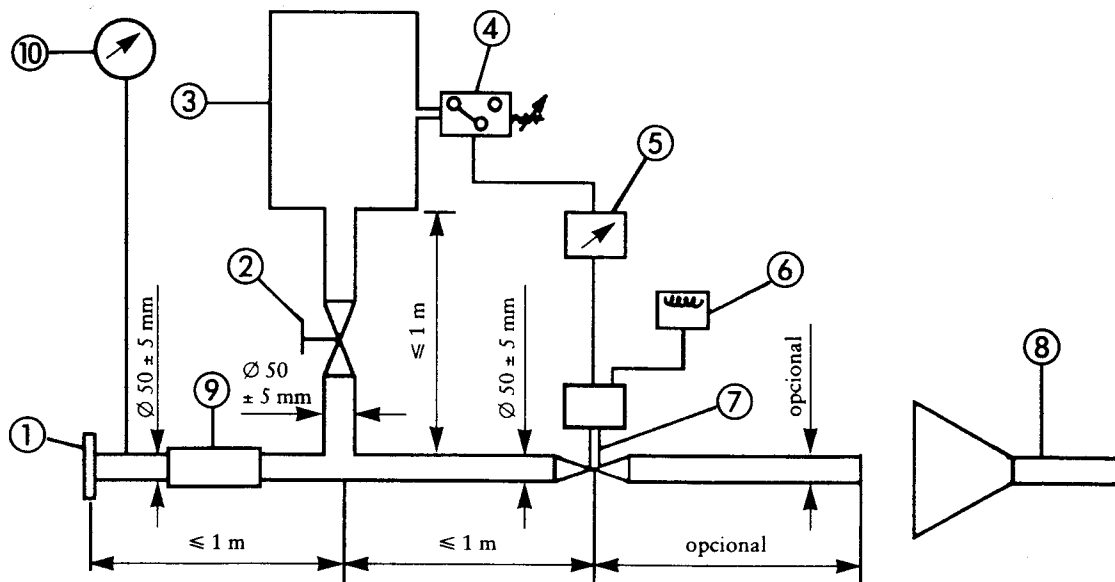 10
3
4
5
2
6
≤ 1 m
Ø 50 ± 5 mm
Ø 50
± 5 mm
Ø 50 ± 5 mm
opcional
8
9
7
1
≤ 1 m
≤ 1 m
opcional